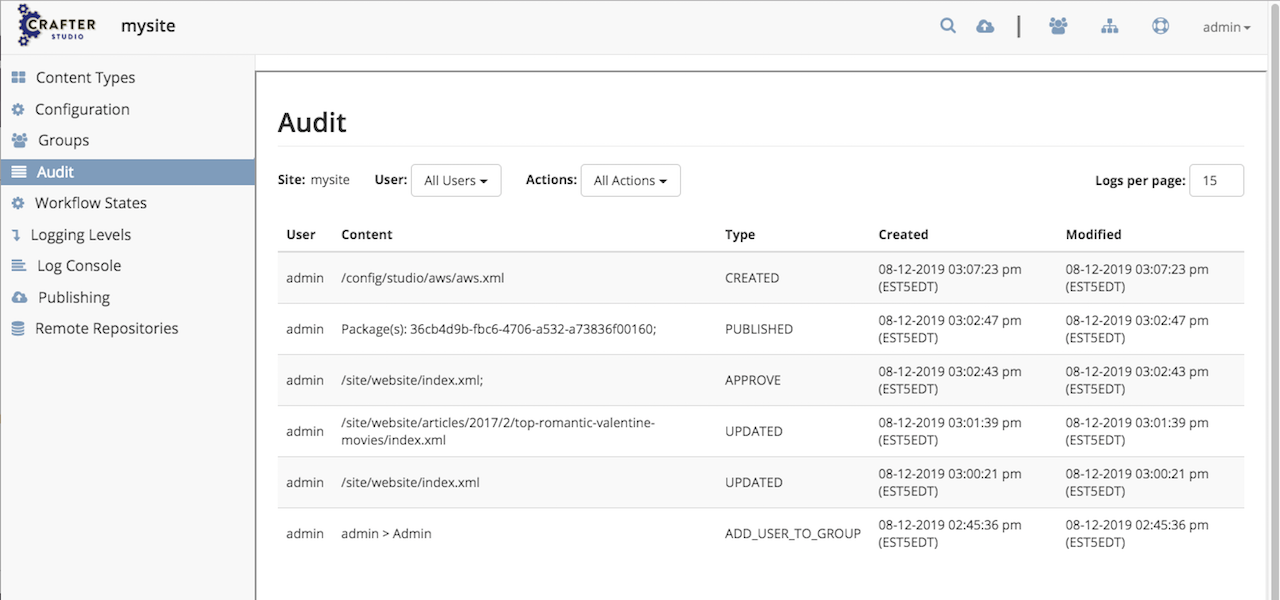 CRAFTER
STUDIO
mysite
admin
Content Types
Configuration
Groups
Audit
Workflow States
Logging Levels
Log Console
Publishing
Remote Repositories
Audit
Site: mysite User: All Users Actions: All Actions Logs per page: 15
User Content Type Created Modified
admin /config/studio/aws/aws.xml CREATED 08-12-2019 03:07:23 pm 08-12-2019 03:07:23 pm
(EST5EDT) (EST5EDT)
admin Package(s): 36cb4d9b-fbc6-4706-a532-a73836f00160; PUBLISHED 08-12-2019 03:02:47 pm 08-12-2019 03:02:47 pm
(EST5EDT) (EST5EDT)
admin /site/website/index.xml; APPROVE 08-12-2019 03:02:43 pm 08-12-2019 03:02:43 pm
(EST5EDT) (EST5EDT)
admin /site/website/articles/2017/2/top-romantic-valentine- UPDATED 08-12-2019 03:01:39 pm 08-12-2019 03:01:39 pm
movies/index.xml (EST5EDT) (EST5EDT)
admin /site/website/index.xml UPDATED 08-12-2019 03:00:21 pm 08-12-2019 03:00:21 pm
(EST5EDT) (EST5EDT)
admin admin > Admin ADD_USER_TO_GROUP 08-12-2019 02:45:36 pm 08-12-2019 02:45:36 pm
(EST5EDT) (EST5EDT)